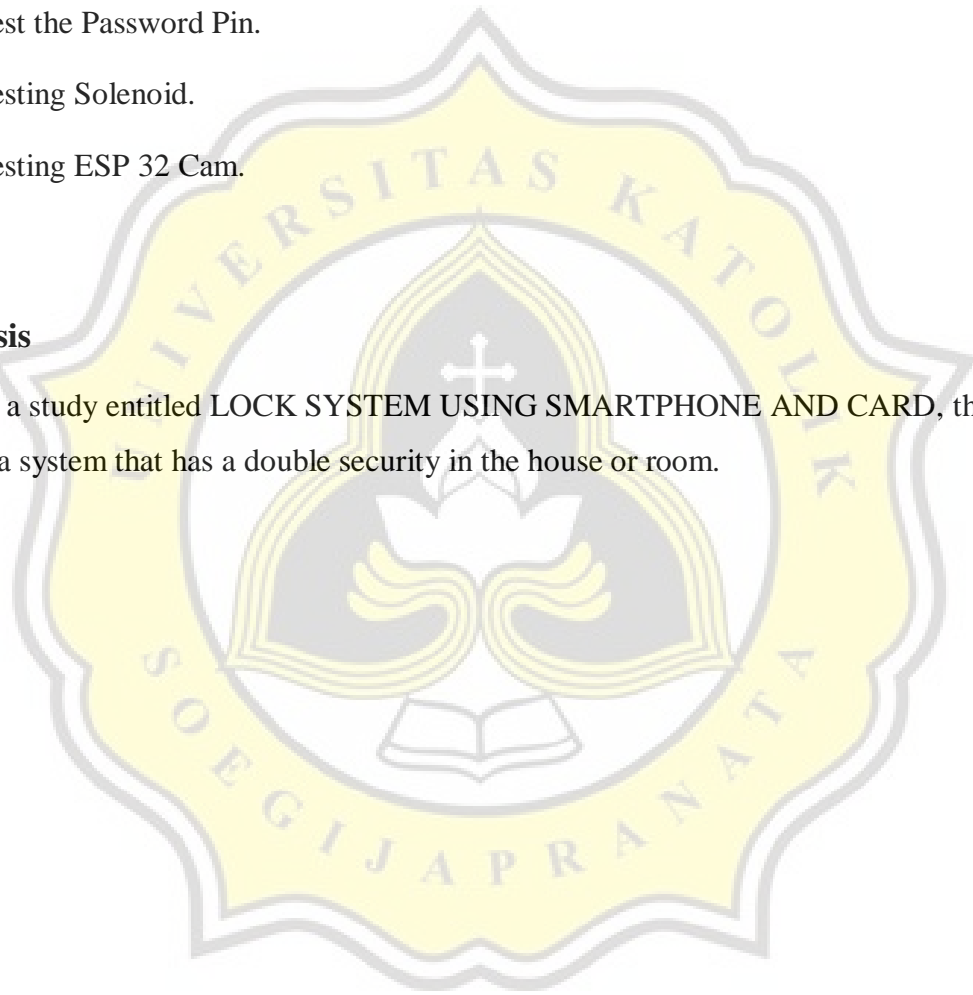 est the Password Pin.
esting Solenoid.
esting ESP 32 Cam.
sis
a study entitled LOCK SYSTEM USING SMARTPHONE AND CARD, th
a system that has a double security in the house or room.
UNIVERSITAS KATOLIK
SOEGIJAPRANATA